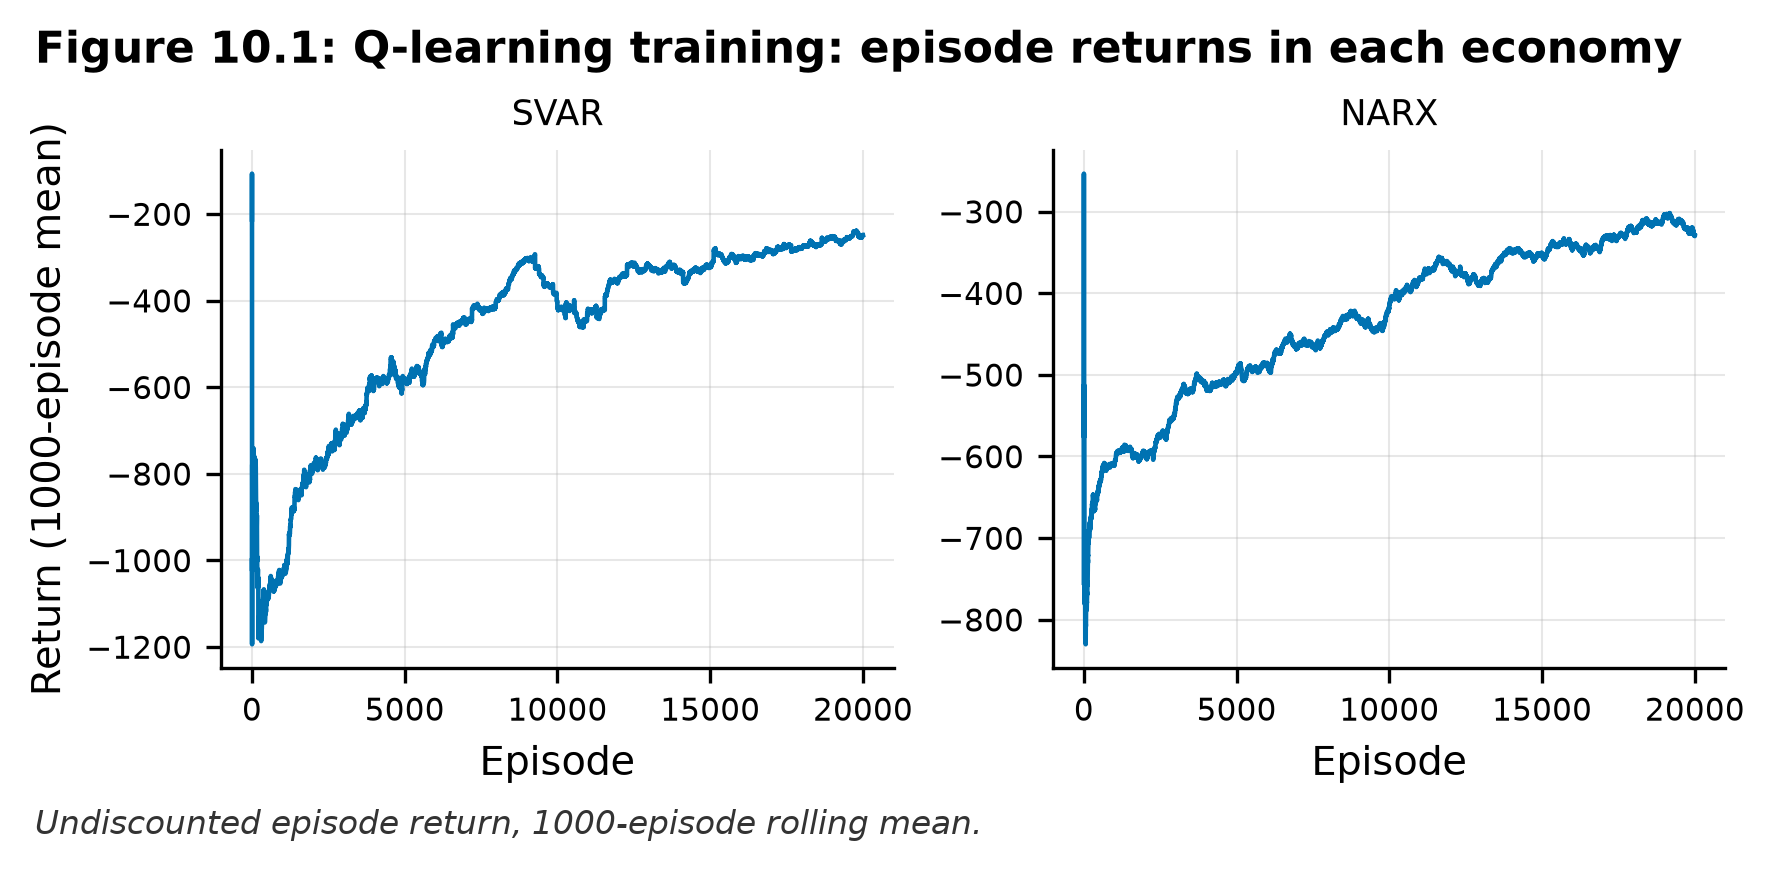 Figure 10.1: Q-learning training: episode returns in each economy
SVAR
Return (1000-episode mean)
−200
−400
−600
−800
−1000
−1200
0 5000 10000 15000 20000
Episode
NARX
−300
−400
−500
−600
−700
−800
0 5000 10000 15000 20000
Episode
Undiscounted episode return, 1000-episode rolling mean.